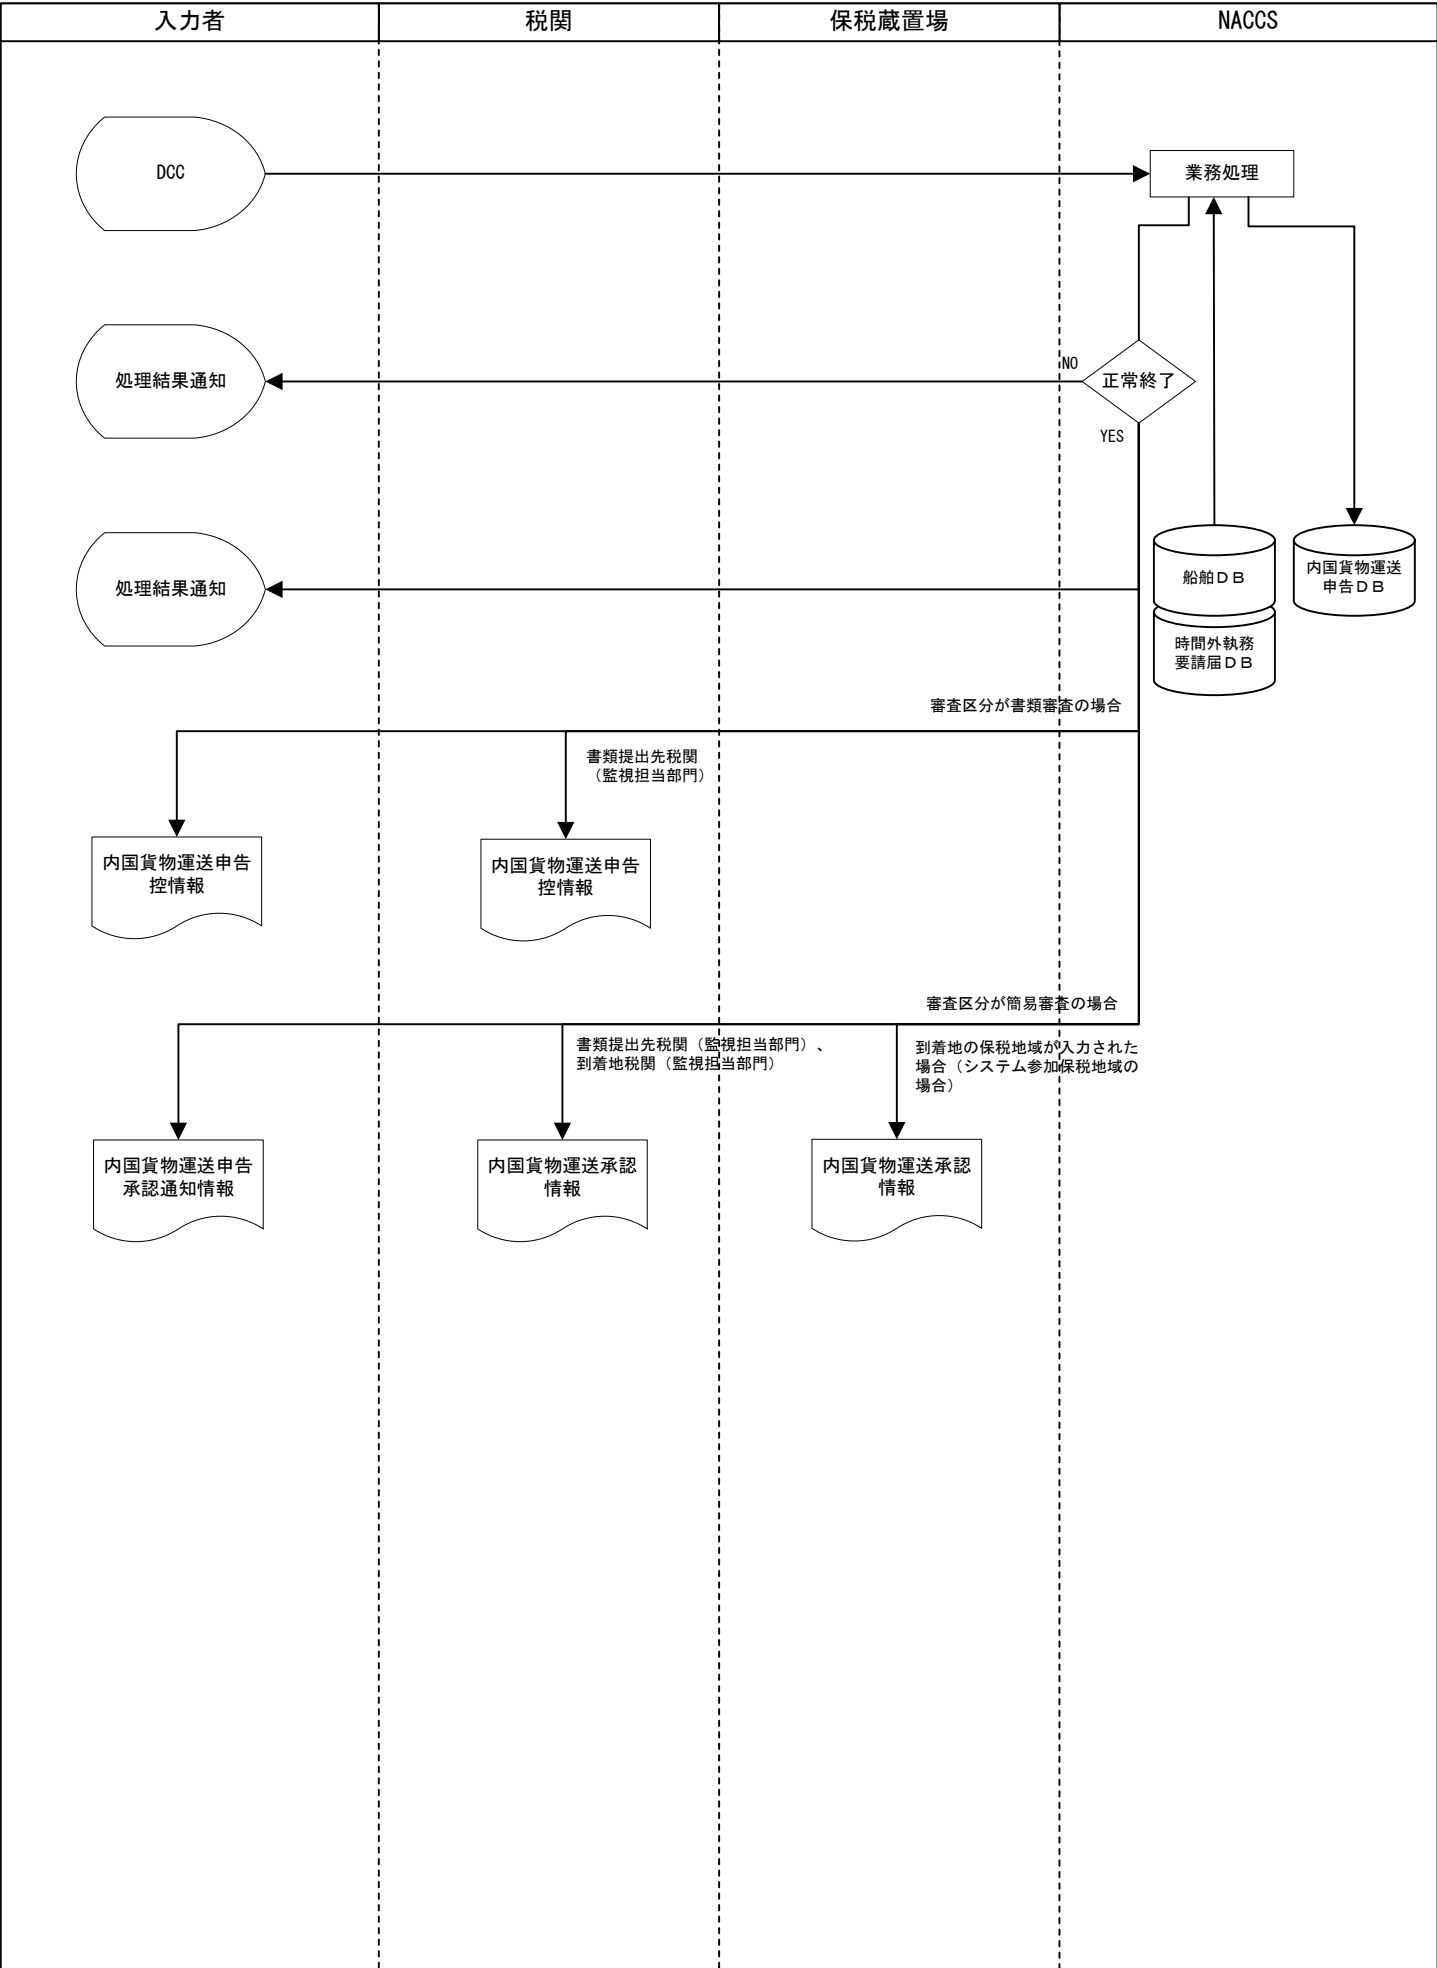 入力者
税関
保税蔵置場
NACCS
DCC
業務処理
処理結果通知
NO
正常終了
YES
処理結果通知
船舶ＤＢ
内国貨物運送
申告ＤＢ
時間外執務
要請届ＤＢ
審査区分が書類審査の場合
書類提出先税関
（監視担当部門）
内国貨物運送申告
控情報
内国貨物運送申告
控情報
審査区分が簡易審査の場合
書類提出先税関（監視担当部門）、
到着地税関（監視担当部門）
到着地の保税地域が入力された
場合（システム参加保税地域の
場合）
内国貨物運送申告
承認通知情報
内国貨物運送承認
情報
内国貨物運送承認
情報